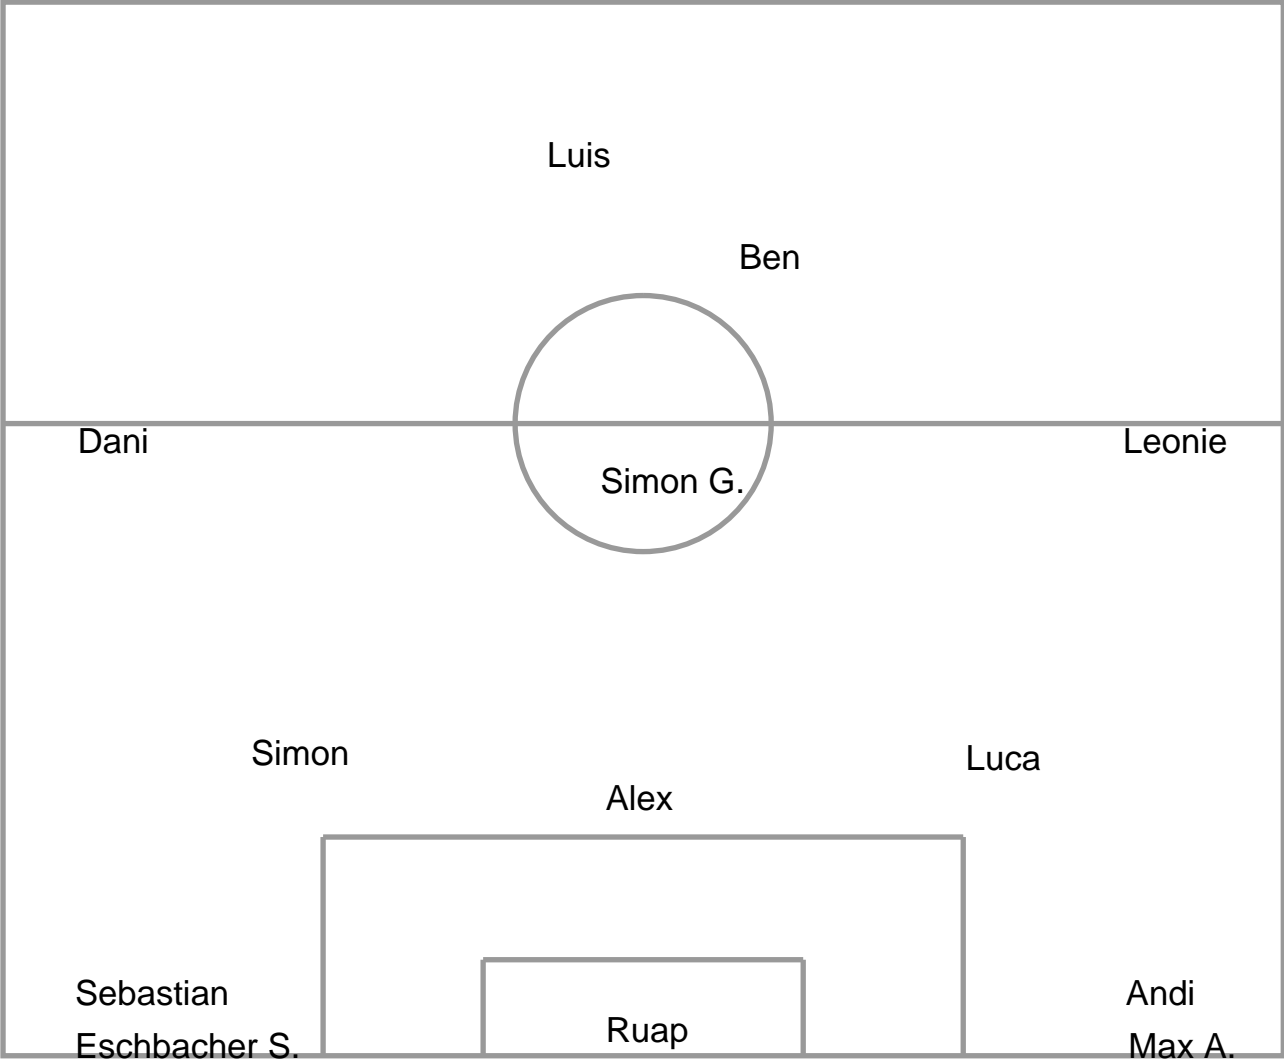 Luis
Ben
Dani
Leonie
Simon G.
Simon
Luca
Alex
Sebastian
Andi
Ruap
Eschbacher S.
Max A.